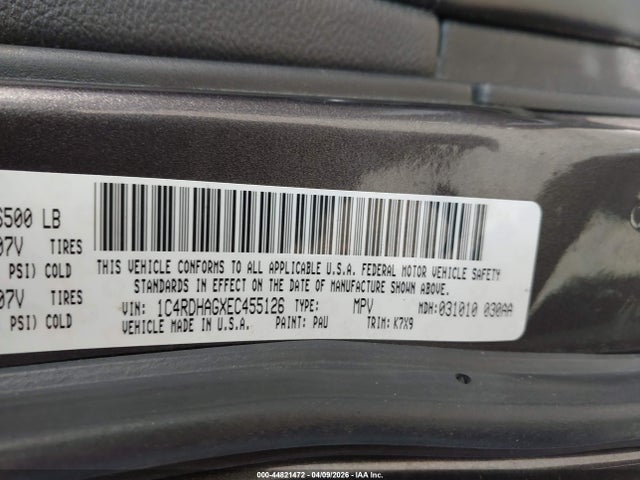 6500 LB
07V TIRES
PSI) COLD
07V TIRES
PSI) COLD
THIS VEHICLE CONFORMS TO ALL APPLICABLE U.S.A. FEDERAL MOTOR VEHICLE SAFETY
STANDARDS IN EFFECT ON THE DATE OF MANUFACTURE SHOWN ABOVE.
VIN: 1C4RDHAGXEC455126 TYPE: MPV MDH: 031010 030AA
VEHICLE MADE IN U.S.A. PAINT: PAU TRIM: K7X9
000-44821472 | 04/09/2026 | IAA Inc.